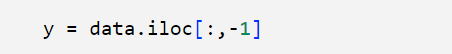 y = data.iloc[:,-1]